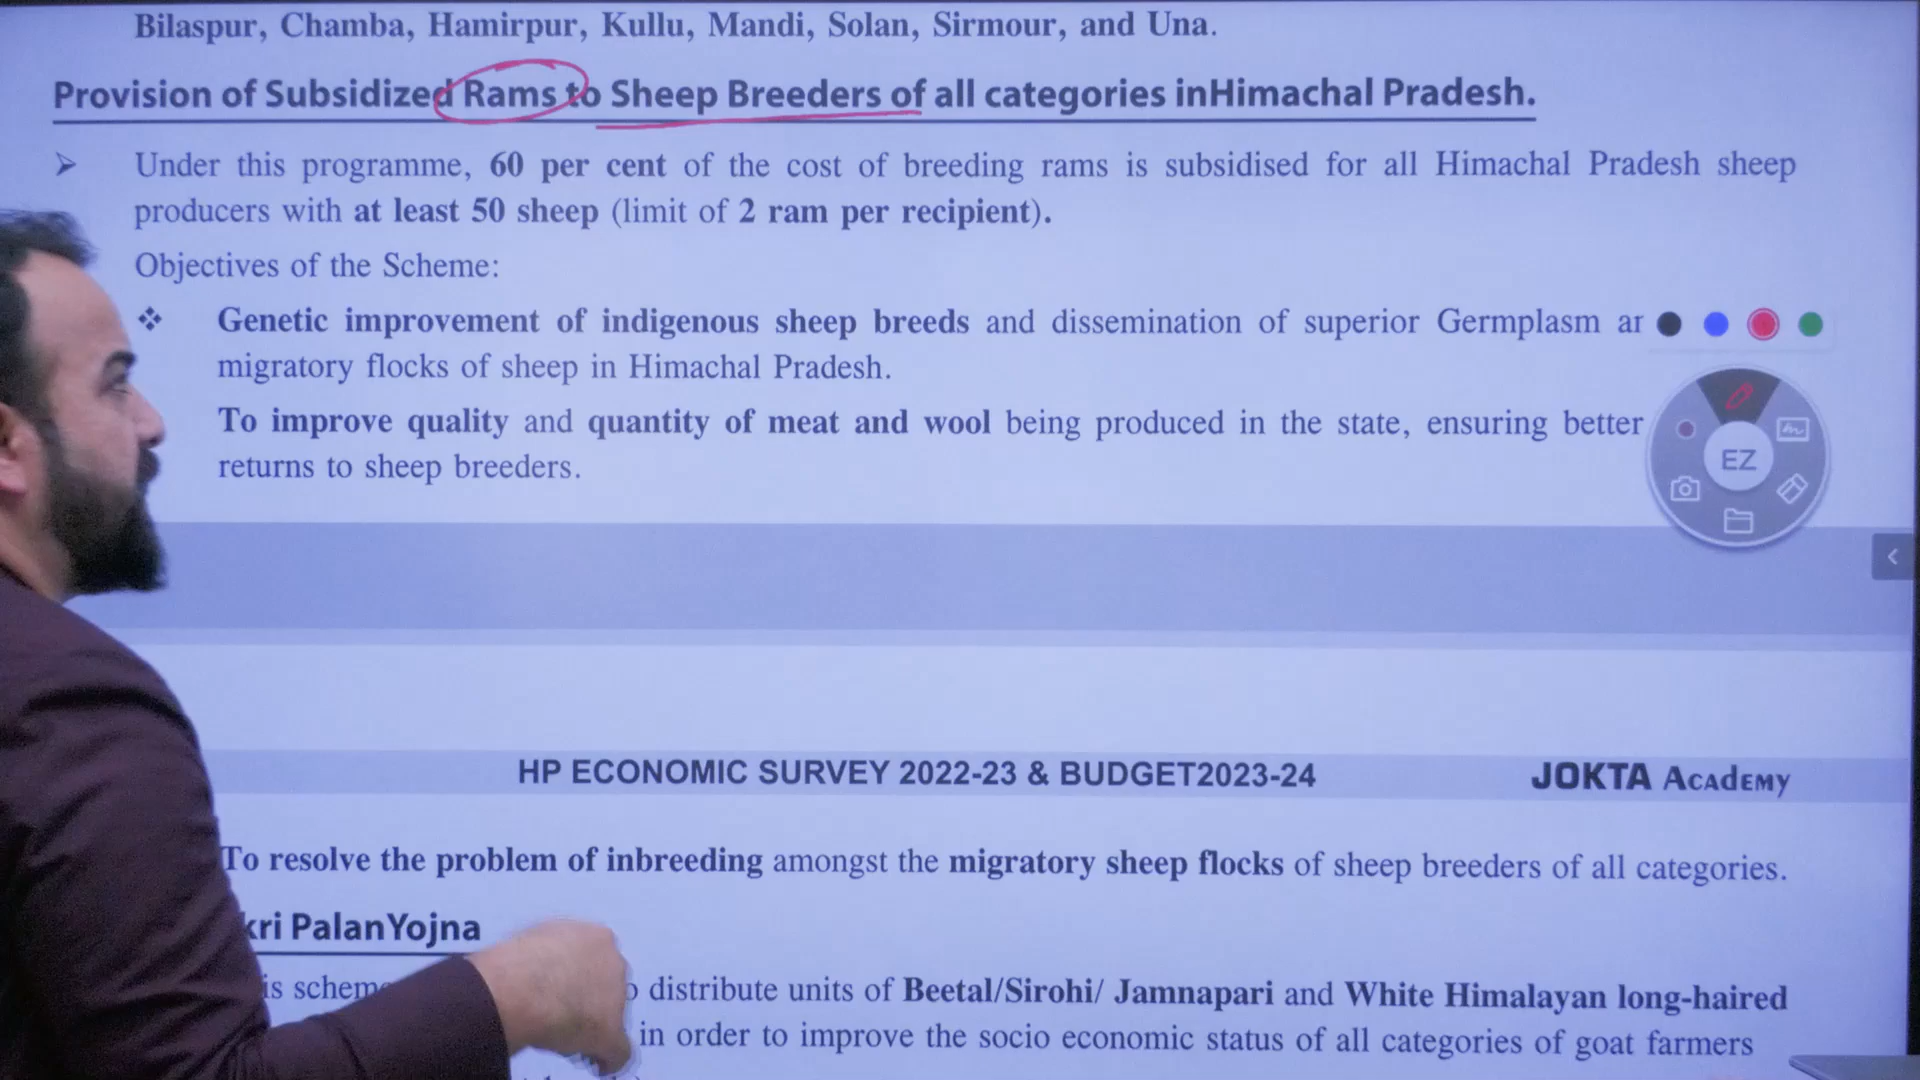 Bilaspur, Chamba, Hamirpur, Kullu, Mandi, Solan, Sirmour, and Una.
Provision of Subsidized Rams to Sheep Breeders of all categories inHimachal Pradesh.
Under this programme, 60 per cent of the cost of breeding rams is subsidised for all Himachal Pradesh sheep
producers with at least 50 sheep (limit of 2 ram per recipient).
Objectives of the Scheme:
Genetic improvement of indigenous sheep breeds and dissemination of superior Germplasm
migratory flocks of sheep in Himachal Pradesh.
To improve quality and quantity of meat and wool being produced in the state, ensuring better
returns to sheep breeders.
EZ
HP ECONOMIC SURVEY 2022-23 & BUDGET2023-24
JOKTA ACADEMY
To resolve the problem of inbreeding amongst the migratory sheep flocks of sheep breeders of all categories.
kri PalanYojna
distribute units of Beetal/Sirohi/ Jamnapari and White Himalayan long-haired
in order to improve the socio economic status of all categories of goat farmers